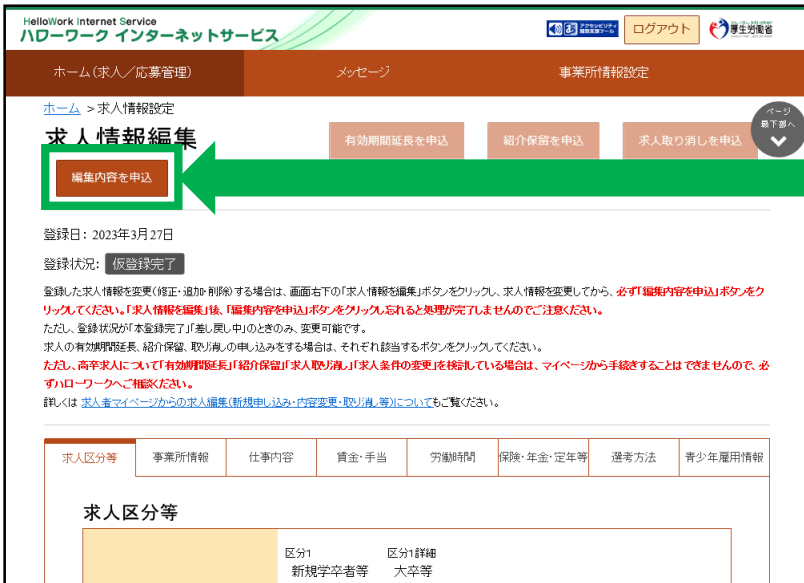 HelloWork Internet Service
ハローワーク インターネットサービス
アクセシビリティ
閲覧支援ツール
ログアウト
厚生労働省
ホーム(求人／応募管理)
メッセージ
事業所情報設定
ホーム ＞求人情報設定
ページ
最下部へ
求人情報編集
有効期間延長を申込
紹介保留を申込
求人取り消しを申込
編集内容を申込
登録日: 2023年3月27日
登録状況: 仮登録完了
登録した求人情報を変更(修正・追加・削除)する場合は、画面右下の「求人情報を編集」ボタンをクリックし、求人情報を変更してから、必ず「編集内容を申込」ボタンをク
リックしてください。「求人情報を編集」後、「編集内容を申込」ボタンをクリックし忘れると処理が完了しませんのでご注意ください。
ただし、登録状況が「本登録完了」「差し戻し中」のときのみ、変更可能です。
求人の有効期間延長、紹介保留、取り消しの申し込みをする場合は、それぞれ該当するボタンをクリックしてください。
ただし、高卒求人について「有効期間延長」「紹介保留」「求人取り消し」「求人条件の変更」を検討している場合は、マイページから手続きすることはできませんので、必
ずハローワークへご相談ください。
詳しくは 求人者マイページからの求人編集(新規申し込み・内容変更・取り消し等)についてもご覧ください。
求人区分等
事業所情報
仕事内容
賃金・手当
労働時間
保険・年金・定年等
選考方法
青少年雇用情報
求人区分等
区分1
区分1詳細
新規学卒者等
大卒等